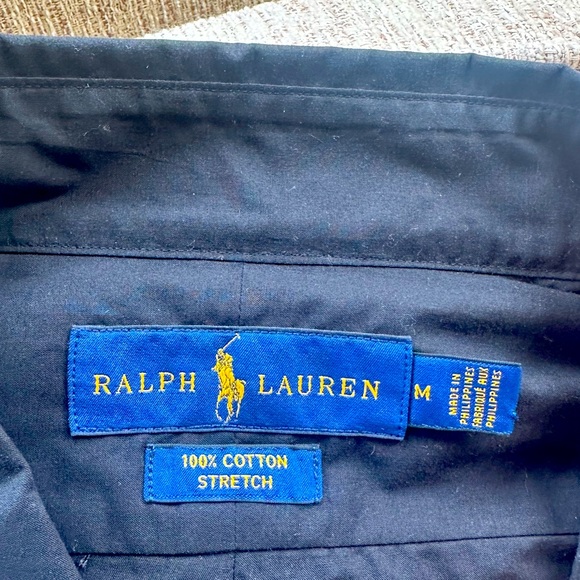 RALPH LAUREN
M
MADE IN
PHILIPPINES
FABRIQUÉ AUX
PHILIPPINES
100% COTTON
STRETCH